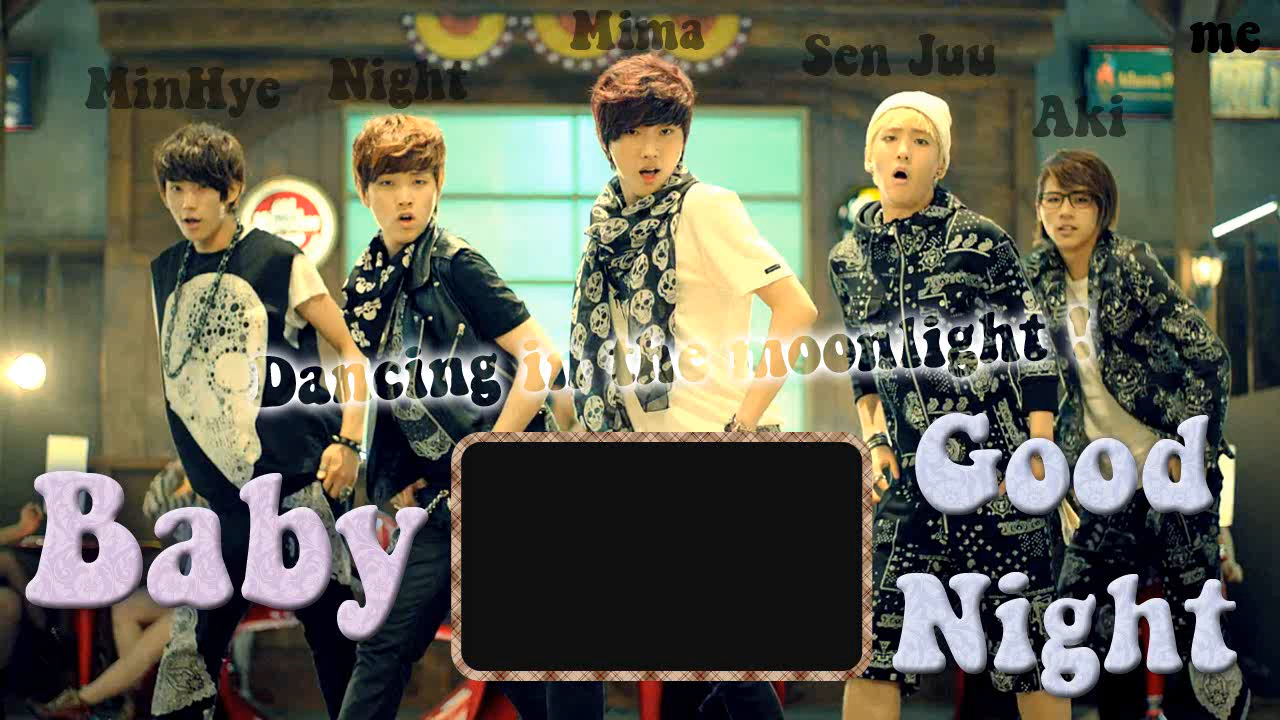 Mima
MinHye
Night
Sen Juu
me
Aki
Dancing in the moonlight !
Baby
Good
Night